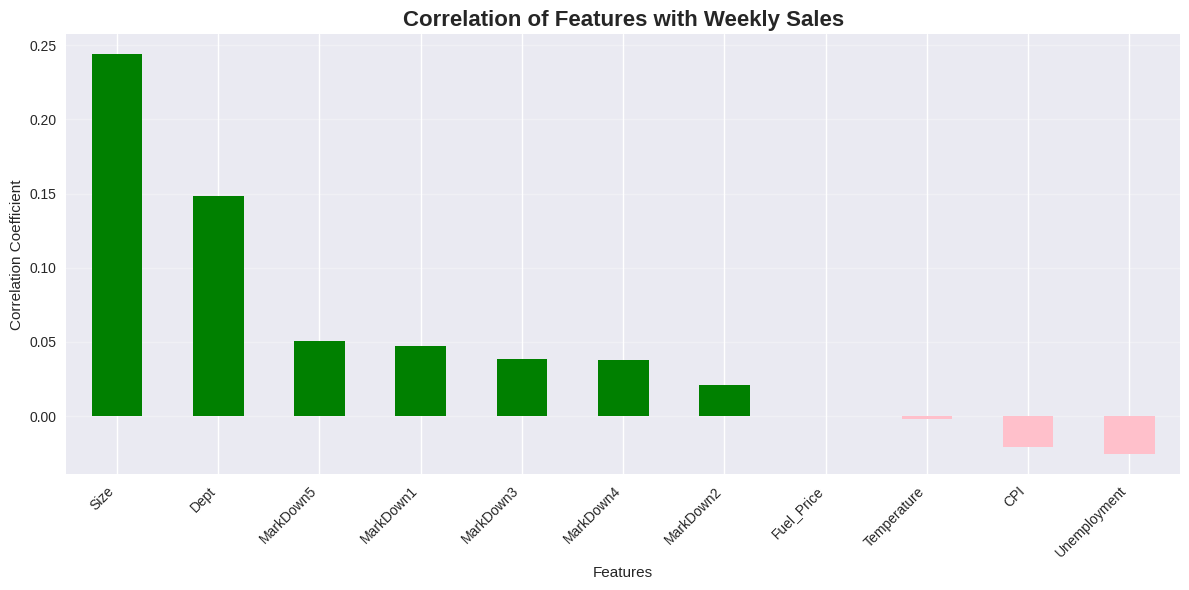 Correlation of Features with Weekly Sales
Correlation Coefficient
0.25
0.20
0.15
0.10
0.05
0.00
Size
Dept
MarkDown5
MarkDown1
MarkDown3
MarkDown4
MarkDown2
Fuel_Price
Temperature
CPI
Unemployment
Features